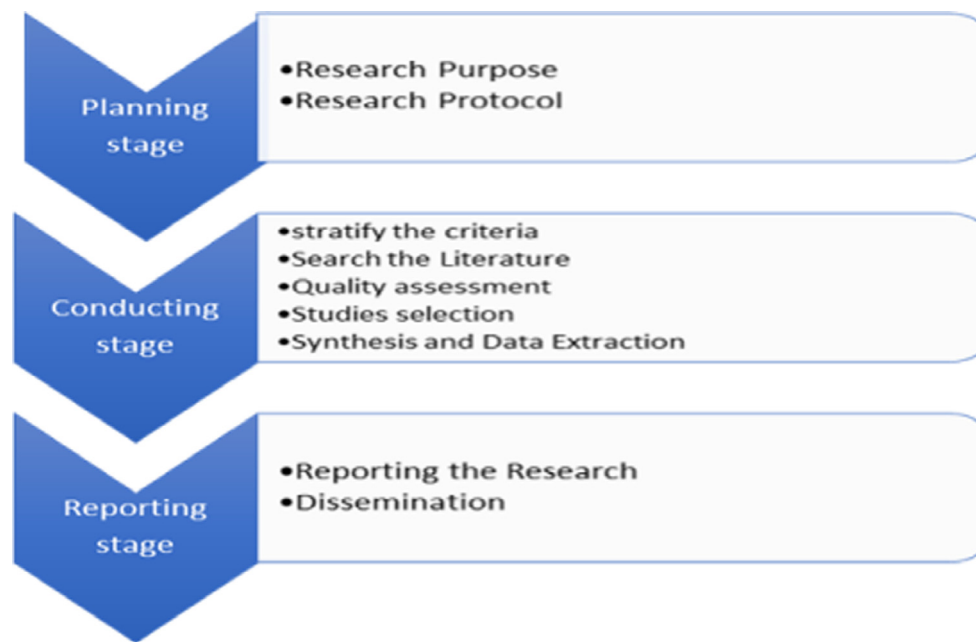 Planning
stage
•Research Purpose
•Research Protocol
Conducting
stage
•stratify the criteria
•Search the Literature
•Quality assessment
•Studies selection
•Synthesis and Data Extraction
Reporting
stage
•Reporting the Research
•Dissemination